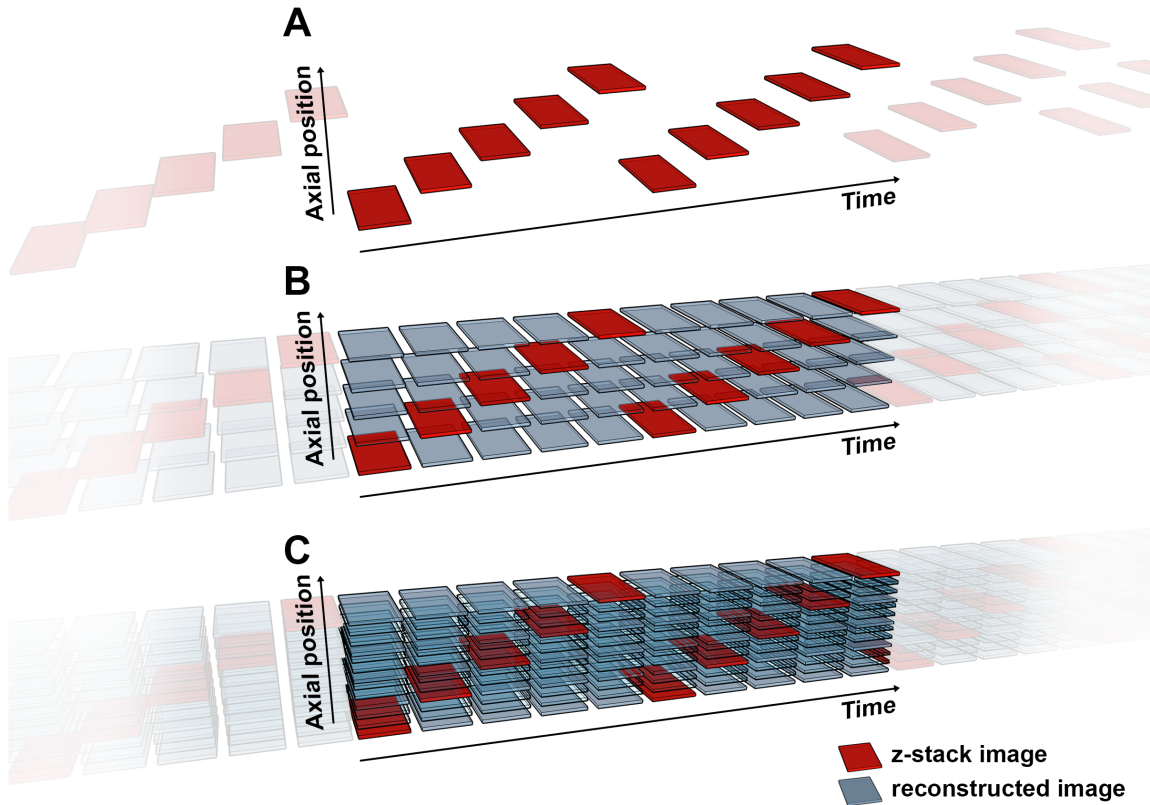 A
Axial position
Time
B
Axial position
Time
C
Axial position
Time
z-stack image
reconstructed image